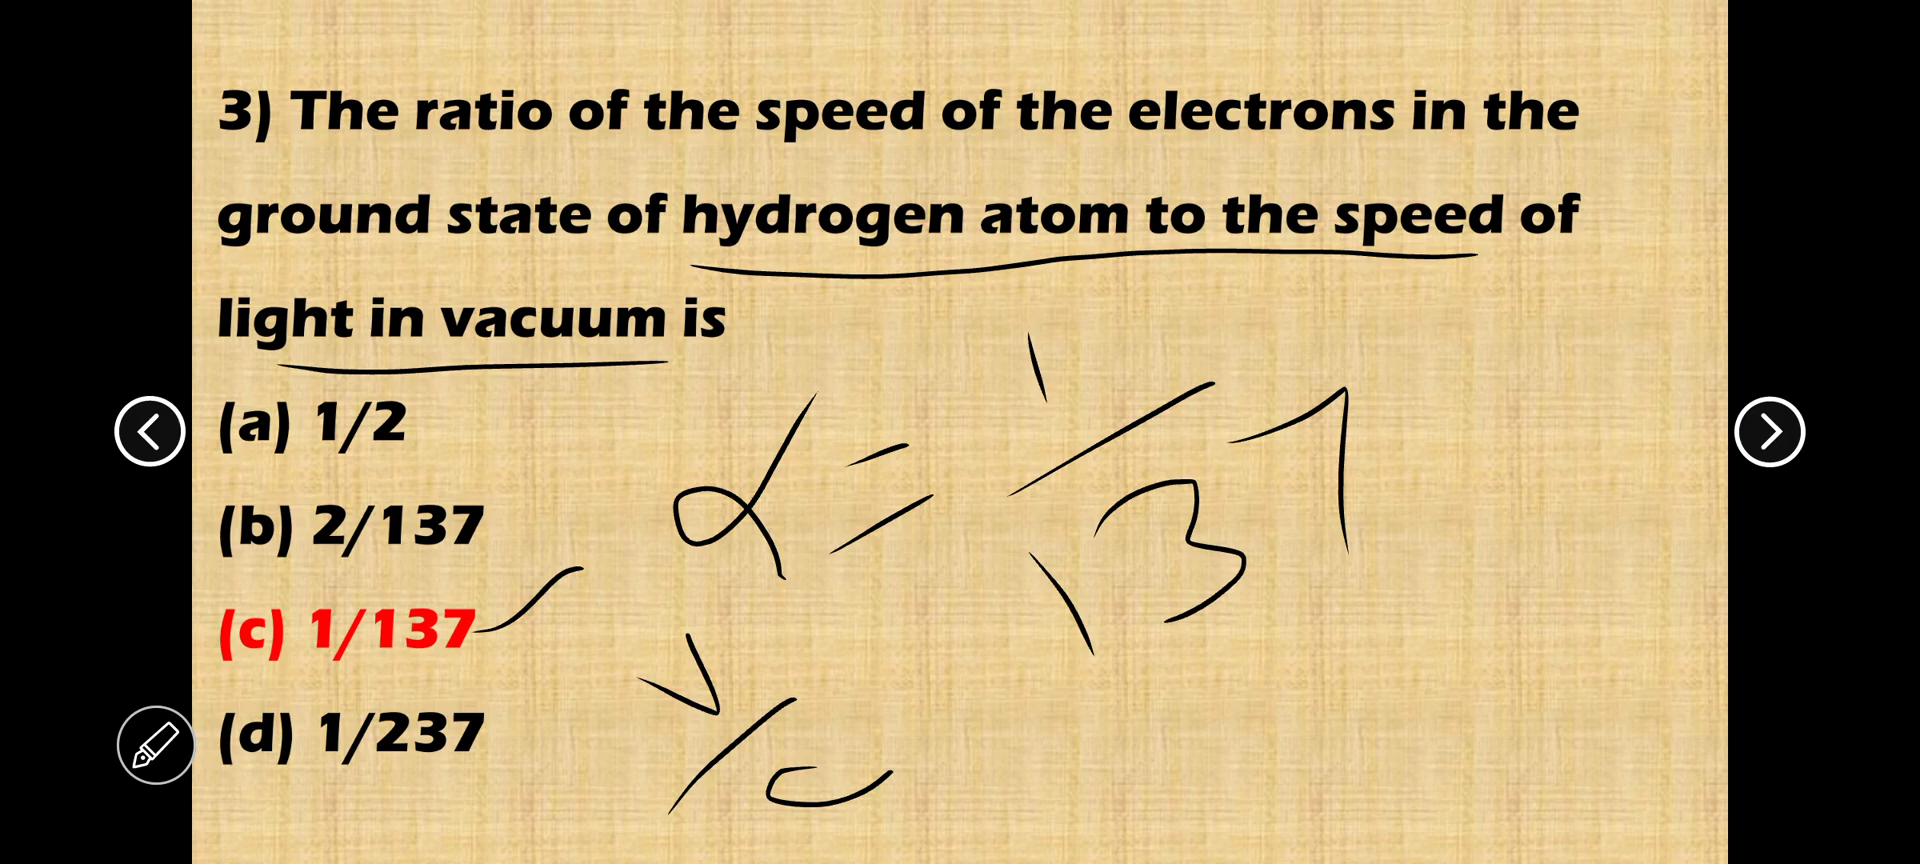 3) The ratio of the speed of the electrons in the
ground state of hydrogen atom to the speed of
light in vacuum is
(a) 1/2
(b) 2/137
(c) 1/137
(d) 1/237
α = 1/137
v/c